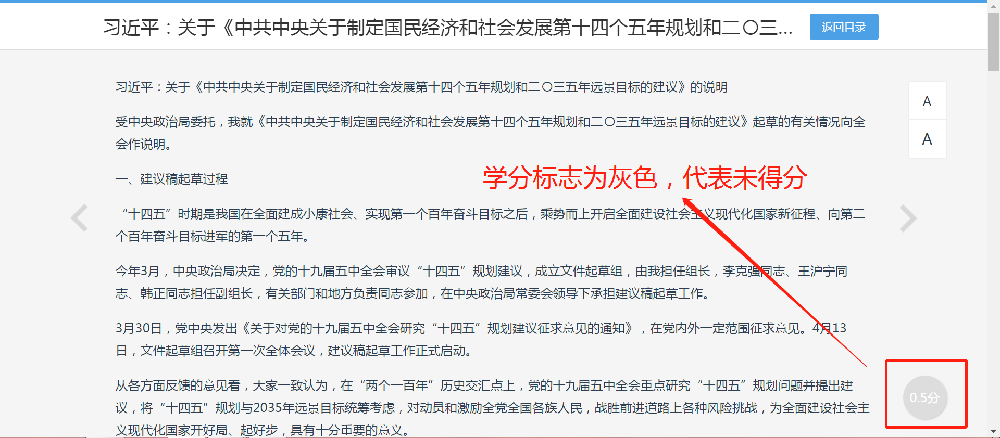 习近平：关于《中共中央关于制定国民经济和社会发展第十四个五年规划和二〇三...
返回目录
习近平：关于《中共中央关于制定国民经济和社会发展第十四个五年规划和二〇三五年远景目标的建议》的说明
A
受中央政治局委托，我就《中共中央关于制定国民经济和社会发展第十四个五年规划和二〇三五年远景目标的建议》起草的有关情况向全
会作说明。
A
学分标志为灰色，代表未得分
一、建议稿起草过程
“十四五”时期是我国在全面建成小康社会、实现第一个百年奋斗目标之后，乘势而上开启全面建设社会主义现代化国家新征程、向第二
个百年奋斗目标进军的第一个五年。
今年3月，中央政治局决定，党的十九届五中全会审议“十四五”规划建议，成立文件起草组，由我担任组长，李克强同志、王沪宁同
志、韩正同志担任副组长，有关部门和地方负责同志参加，在中央政治局常委会领导下承担建议稿起草工作。
3月30日，党中央发出《关于对党的十九届五中全会研究“十四五”规划建议征求意见的通知》，在党内外一定范围征求意见。4月13
日，文件起草组召开第一次全体会议，建议稿起草工作正式启动。
从各方面反馈的意见看，大家一致认为，在“两个一百年”历史交汇点上，党的十九届五中全会重点研究“十四五”规划问题并提出建
议，将“十四五”规划与2035年远景目标统筹考虑，对动员和激励全党全国各族人民，战胜前进道路上各种风险挑战，为全面建设社会主
义现代化国家开好局、起好步，具有十分重要的意义。
0.5分